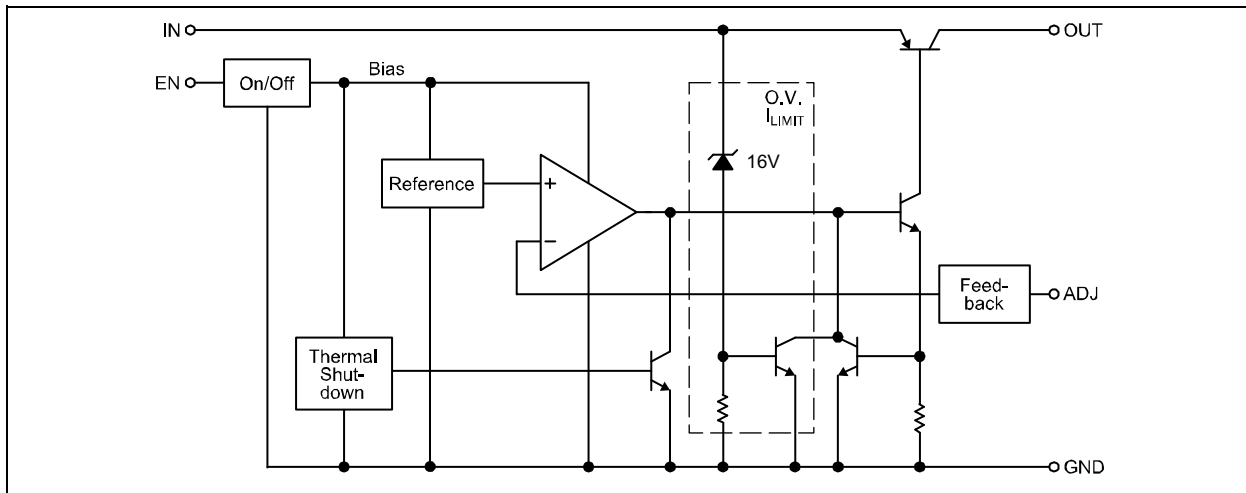 IN
OUT
EN
On/Off
Bias
O.V.
ILIMIT
16V
Reference
+
−
Feed-
back
ADJ
Thermal
Shut-
down
GND